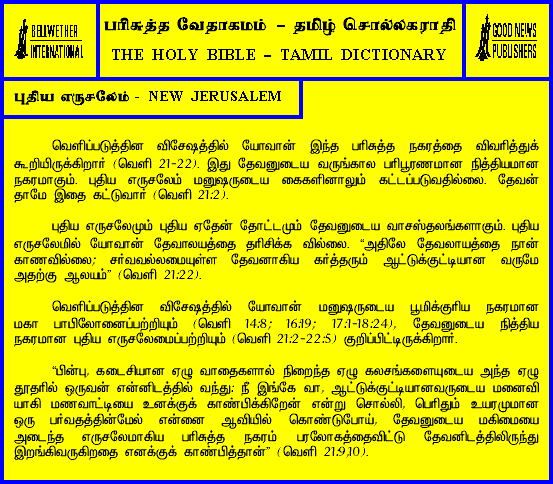 BELLWETHER
INTERNATIONAL
பரிசுத்த வேதாகமம் – தமிழ் சொல்லகராதி
THE HOLY BIBLE – TAMIL DICTIONARY
GOOD NEWS
PUBLISHERS
புதிய எருசலேம் - NEW JERUSALEM
வெளிப்படுத்தின விசேஷத்தில் யோவான் இந்த பரிசுத்த நகரத்தை விவரித்துக்
கூறியிருக்கிறார் (வெளி 21-22). இது தேவனுடைய வருங்கால பரிபூரணமான நித்தியமான
நகரமாகும். புதிய எருசலேம் மனுஷருடைய கைகளினாலும் கட்டப்படுவதில்லை. தேவன்
தாமே இதை கட்டுவார் (வெளி 21:2).
புதிய எருசலேமும் புதிய ஏதேன் தோட்டமும் தேவனுடைய வாசஸ்தலங்களாகும். புதிய
எருசலேமில் யோவான் தேவாலயத்தை தரிசிக்க வில்லை. “அதிலே தேவலாயத்தை நான்
காணவில்லை; சர்வவல்லமையுள்ள தேவனாகிய கர்த்தரும் ஆட்டுக்குட்டியான வருமே
அதற்கு ஆலயம்” (வெளி 21:22).
வெளிப்படுத்தின விசேஷத்தில் யோவான் மனுஷருடைய பூமிக்குரிய நகரமான
மகா பாபிலோனைப்பற்றியும் (வெளி 14:8; 16:19; 17:1-18:24), தேவனுடைய நித்திய
நகரமான புதிய எருசலேமைப்பற்றியும் (வெளி 21:2-22:5) குறிப்பிட்டிருக்கிறார்.
“பின்பு, கடைசியான ஏழு வாதைகளால் நிறைந்த ஏழு கலசங்களையுடைய அந்த ஏழு
தூதரில் ஒருவன் என்னிடத்தில் வந்து: நீ இங்கே வா, ஆட்டுக்குட்டியானவருடைய மனைவி
யாகி மணவாட்டியை உனக்குக் காண்பிக்கிறேன் என்று சொல்லி, பெரிதும் உயரமுமான
ஒரு பர்வதத்தின்மேல் என்னை ஆவியில் கொண்டுபோய், தேவனுடைய மகிமையை
அடைந்த எருசலேமாகிய பரிசுத்த நகரம் பரலோகத்தைவிட்டு தேவனிடத்திலிருந்து
இறங்கிவருகிறதை எனக்குக் காண்பித்தான்” (வெளி 21:9,10).